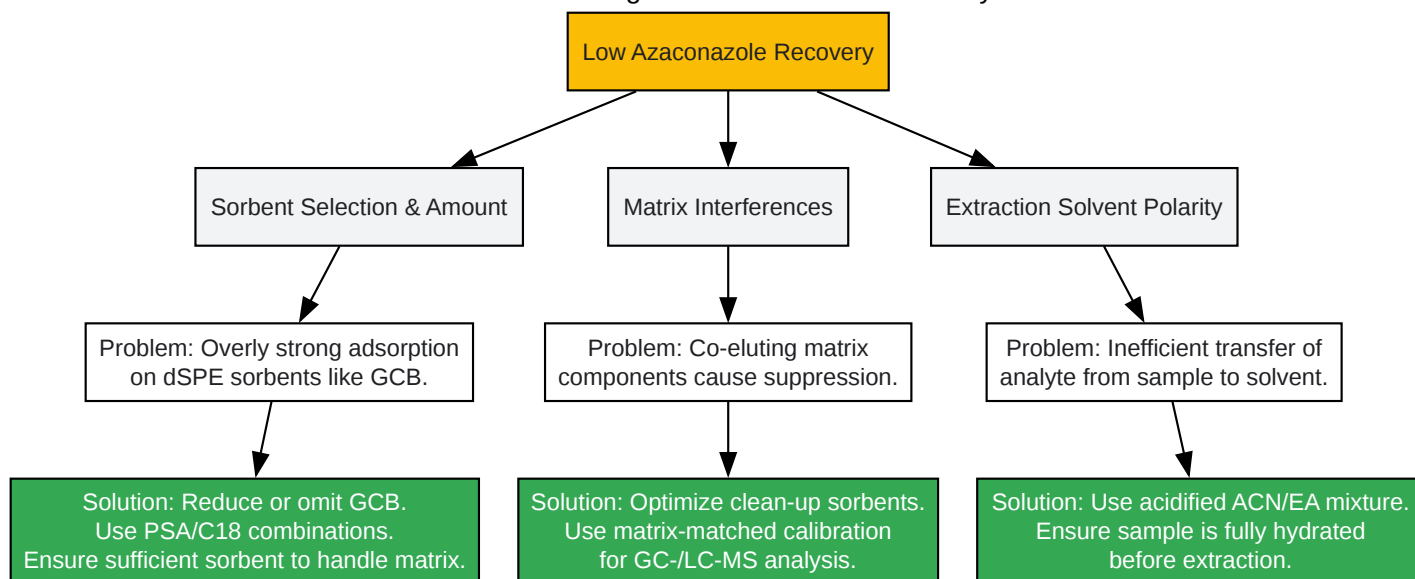 Low Azaconazole Recovery
Sorbent Selection & Amount
Matrix Interferences
Extraction Solvent Polarity
Problem: Overly strong adsorption
on dSPE sorbents like GCB.
Problem: Co-eluting matrix
components cause suppression.
Problem: Inefficient transfer of
analyte from sample to solvent.
Solution: Reduce or omit GCB.
Use PSA/C18 combinations.
Ensure sufficient sorbent to handle matrix.
Solution: Optimize clean-up sorbents.
Use matrix-matched calibration
for GC-/LC-MS analysis.
Solution: Use acidified ACN/EA mixture.
Ensure sample is fully hydrated
before extraction.